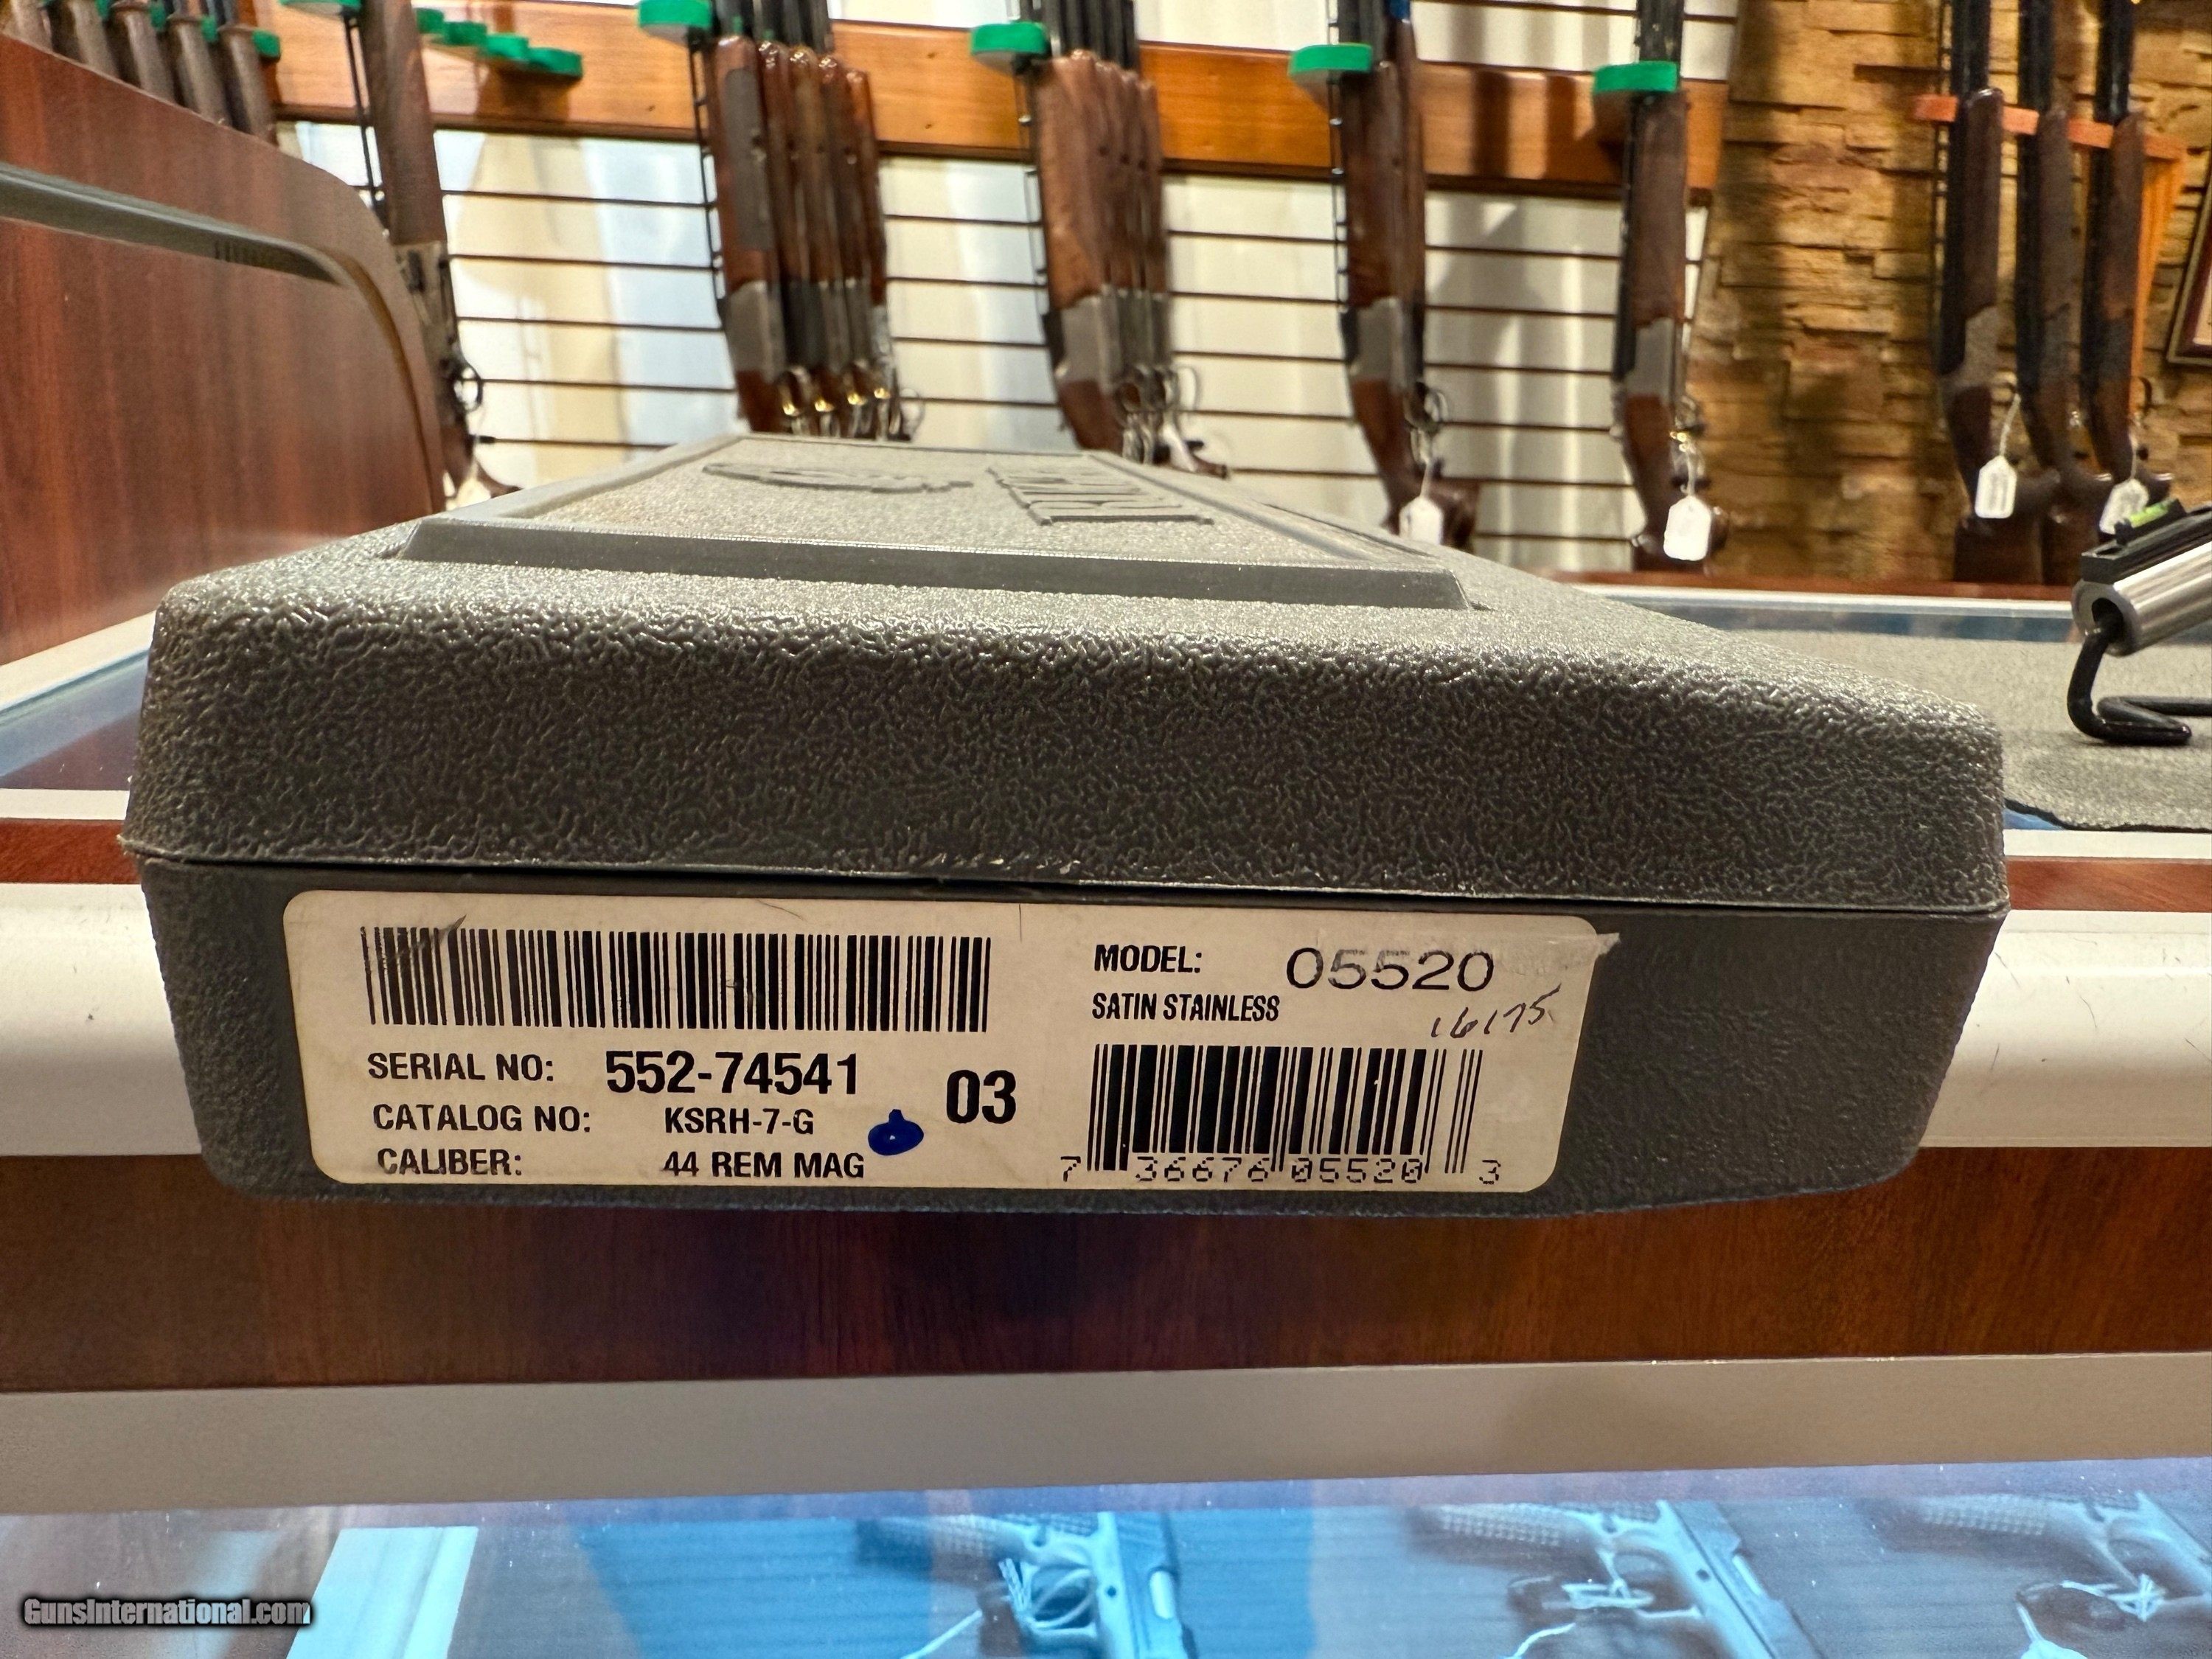 RUGER
MODEL: 05520
SATIN STAINLESS
16175
SERIAL NO: 552-74541
03
CATALOG NO: KSRH-7-G
CALIBER: 44 REM MAG
7 36676 05520 3
GunsInternational.com